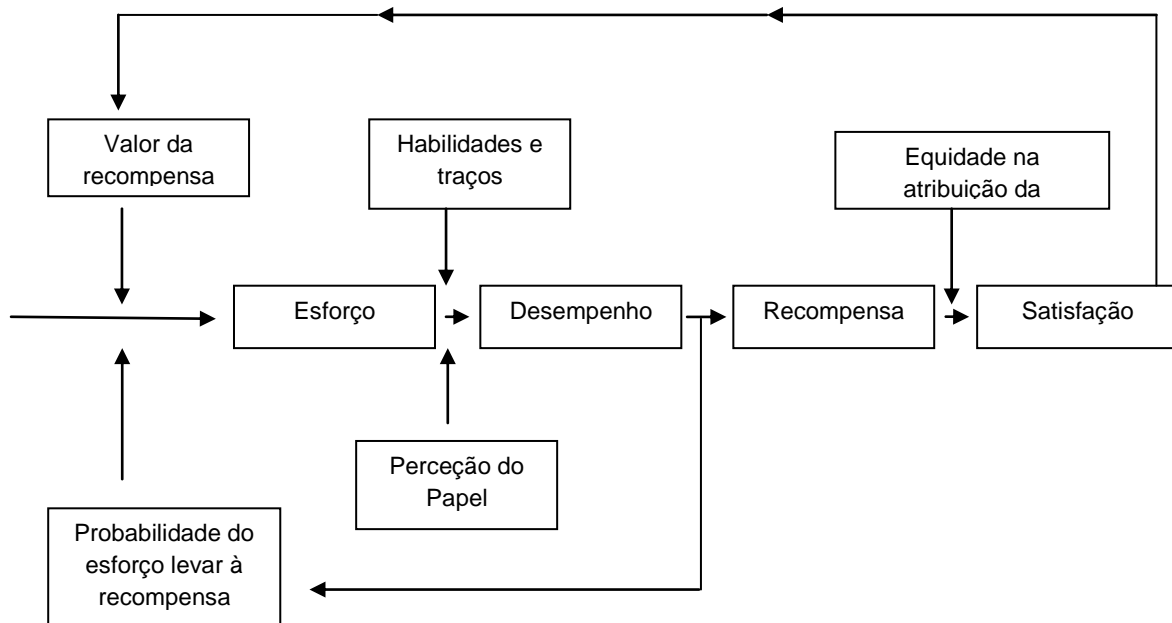 Valor da
recompensa
Habilidades e
traços
Equidade na
atribuição da
Esforço
Desempenho
Recompensa
Satisfação
Perceção do
Papel
Probabilidade do
esforço levar à
recompensa